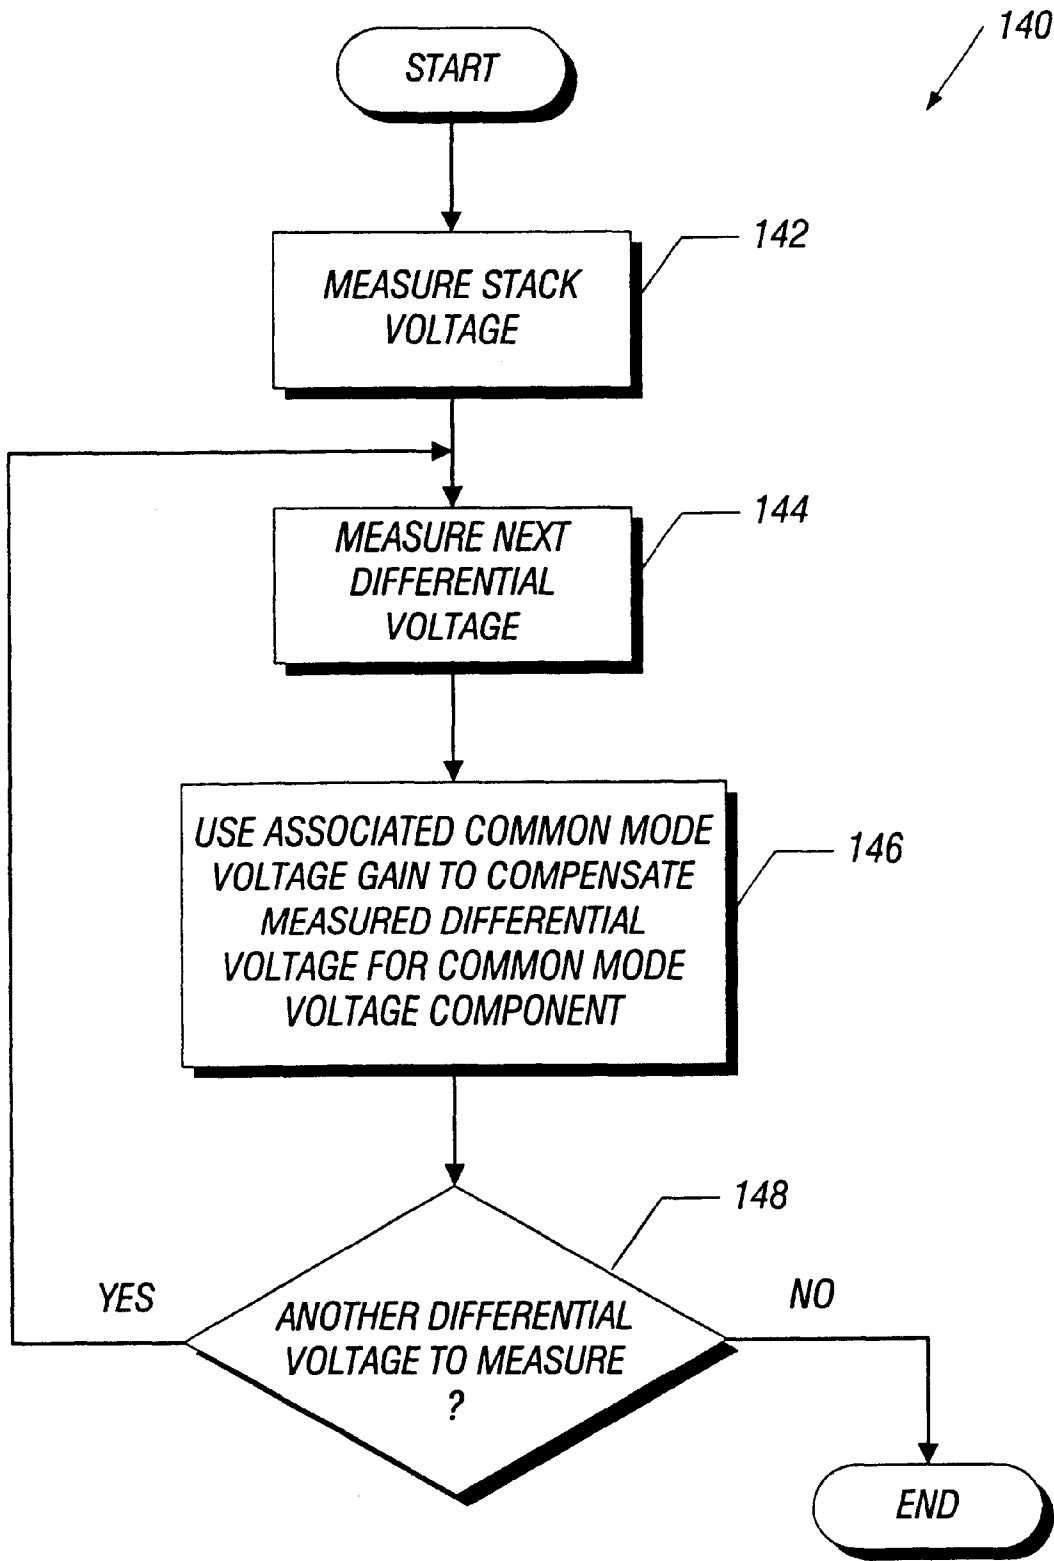 140
START
142
MEASURE STACK
VOLTAGE
144
MEASURE NEXT
DIFFERENTIAL
VOLTAGE
146
USE ASSOCIATED COMMON MODE
VOLTAGE GAIN TO COMPENSATE
MEASURED DIFFERENTIAL
VOLTAGE FOR COMMON MODE
VOLTAGE COMPONENT
148
YES
NO
ANOTHER DIFFERENTIAL
VOLTAGE TO MEASURE
?
END